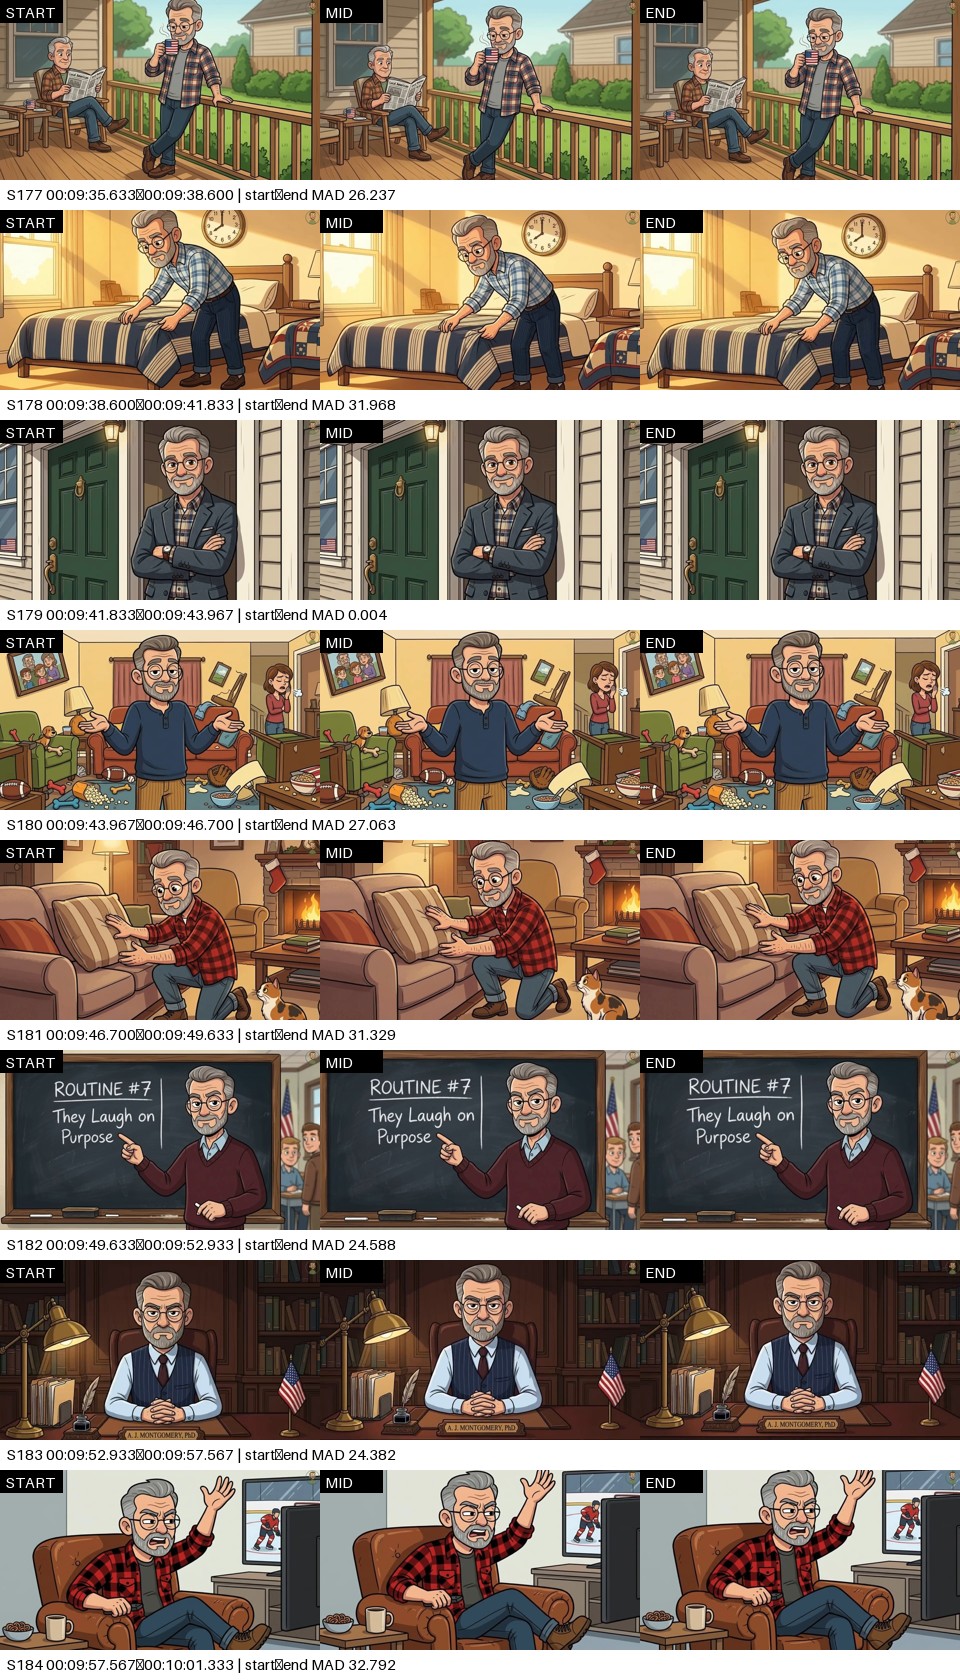 START MID END
S177 00:09:35.633▯00:09:38.600 | start▯end MAD 26.237
START MID END
S178 00:09:38.600▯00:09:41.833 | start▯end MAD 31.968
START MID END
S179 00:09:41.833▯00:09:43.967 | start▯end MAD 0.004
START MID END
S180 00:09:43.967▯00:09:46.700 | start▯end MAD 27.063
START MID END
S181 00:09:46.700▯00:09:49.633 | start▯end MAD 31.329
START MID END
ROUTINE #7 ROUTINE #7 ROUTINE #7
They Laugh on They Laugh on They Laugh on
Purpose Purpose Purpose
S182 00:09:49.633▯00:09:52.933 | start▯end MAD 24.588
START MID END
A. J. MONTGOMERY, PhD A. J. MONTGOMERY, PhD A. J. MONTGOMERY, PhD
S183 00:09:52.933▯00:09:57.567 | start▯end MAD 24.382
START MID END
S184 00:09:57.567▯00:10:01.333 | start▯end MAD 32.792